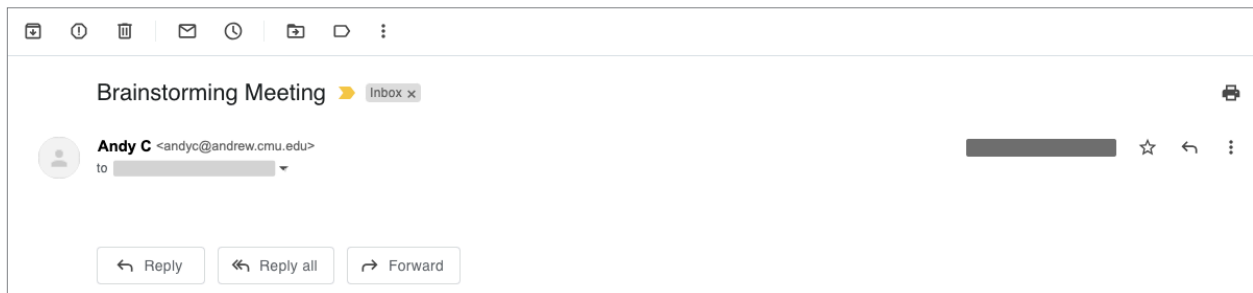 Brainstorming Meeting Inbox x
Andy C <andyc@andrew.cmu.edu>
to
Reply Reply all Forward